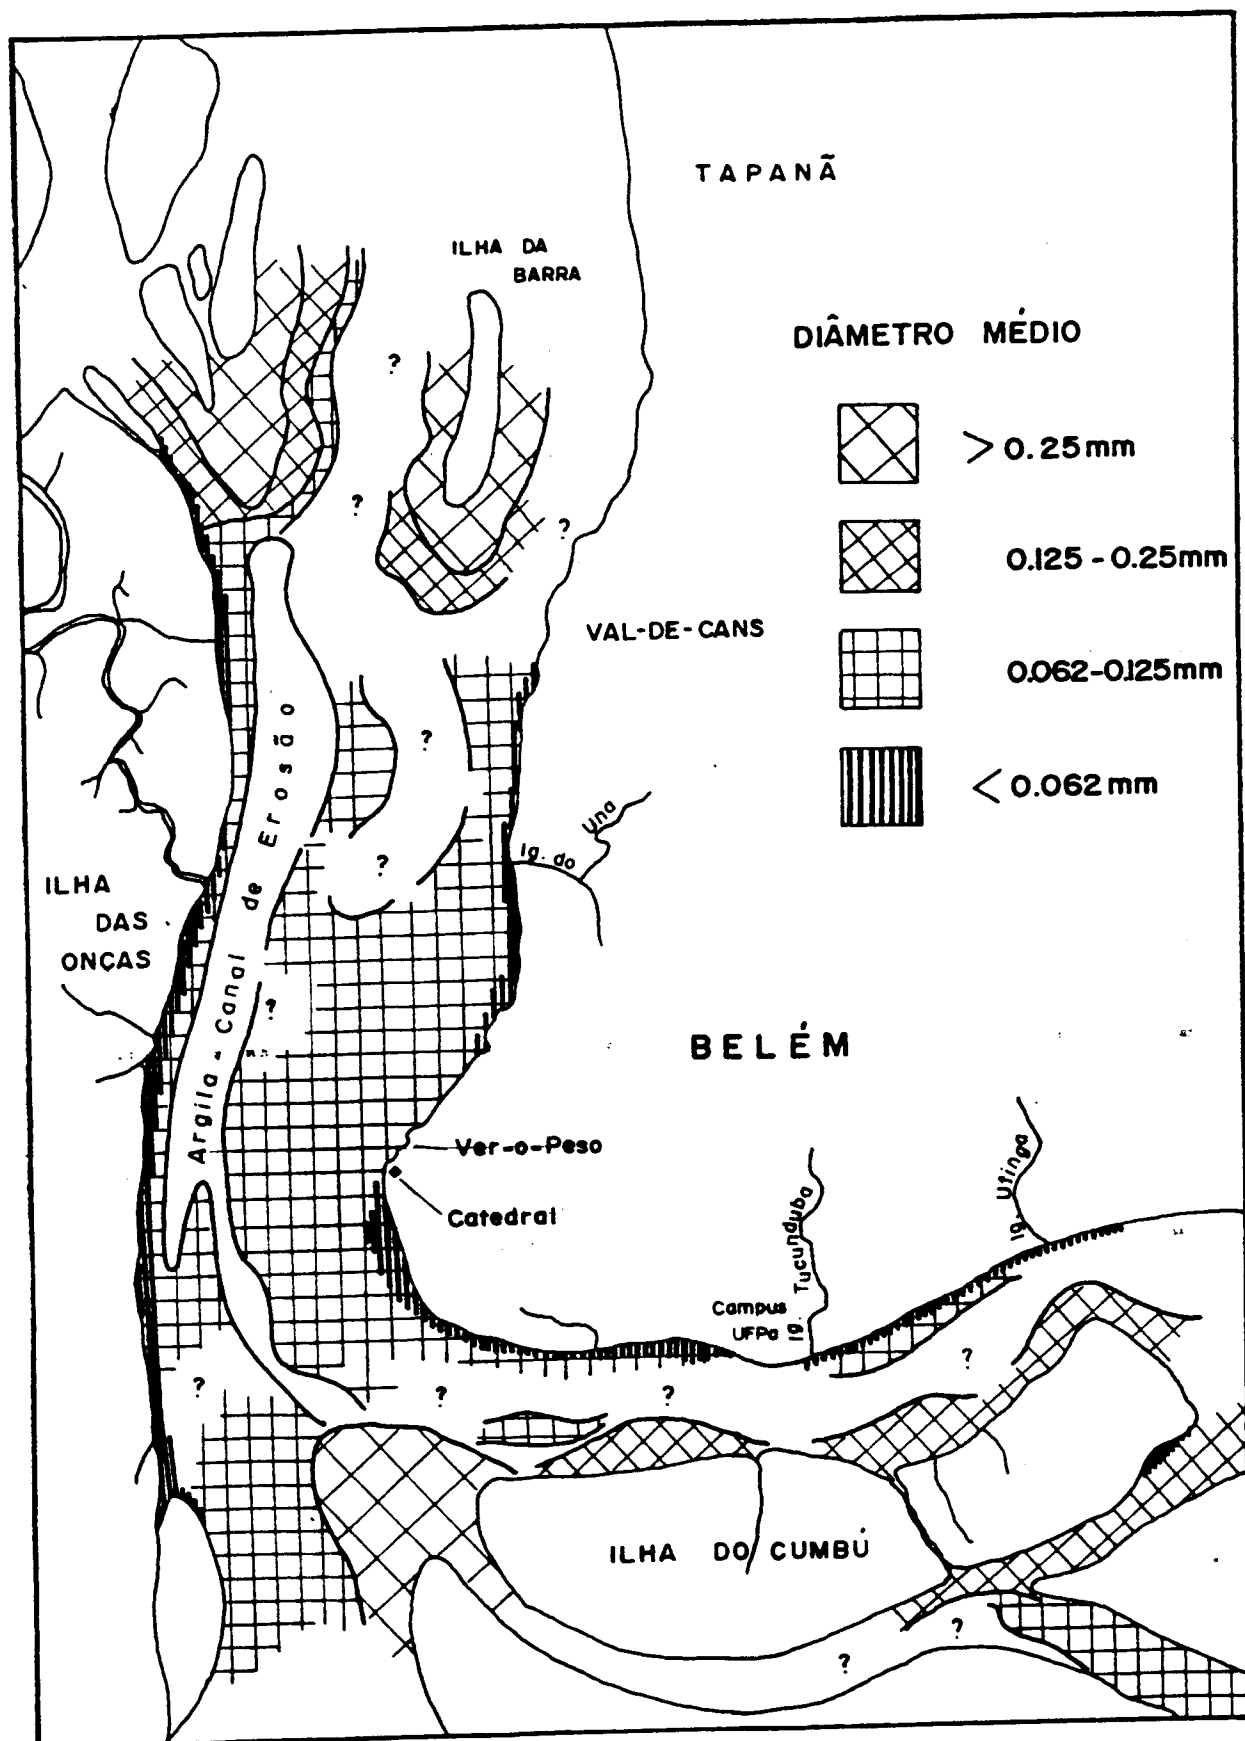 TAPANÃ
ILHA DA
BARRA
DIÂMETRO MÉDIO
> 0.25mm
?
?
?
0.125 - 0.25mm
VAL-DE-CANS
0.062-0.125mm
?
< 0.062mm
Ig. do Una
?
ILHA
DAS
ONÇAS
Argila - Canal de Erosão
?
BELÉM
Ver-o-Peso
Catedral
Ig. Tucunduba
Ig. Utinga
Campus
UFPa
?
?
?
?
ILHA DO CUMBÚ
?
?